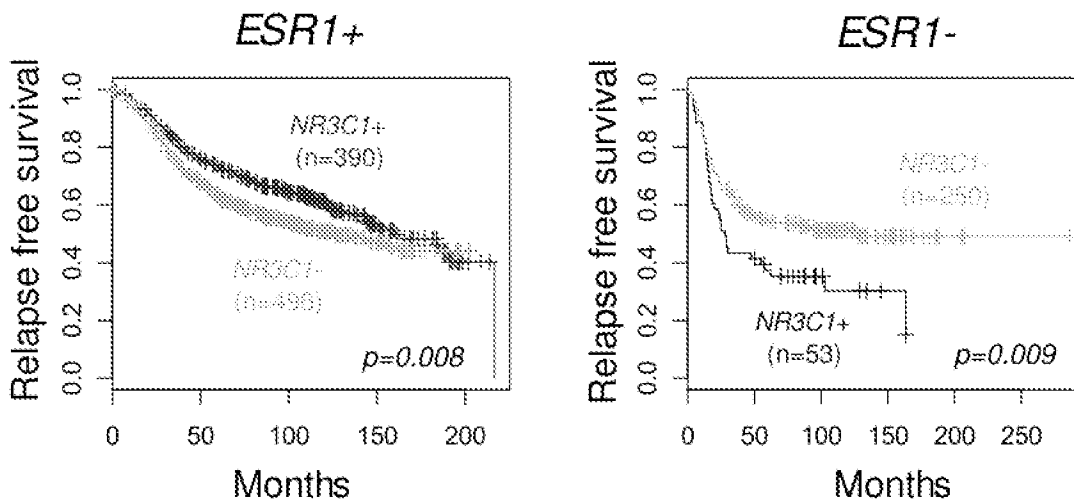 ESR1+
Relapse free survival
1.0
0.8
0.6
0.4
0.2
0.0
NR3C1+
(n=390)
NR3C1-
(n=490)
p=0.008
0 50 100 150 200
Months
ESR1-
Relapse free survival
1.0
0.8
0.6
0.4
0.2
0.0
NR3C1-
(n=250)
NR3C1+
(n=53)
p=0.009
0 50 100 150 200 250
Months